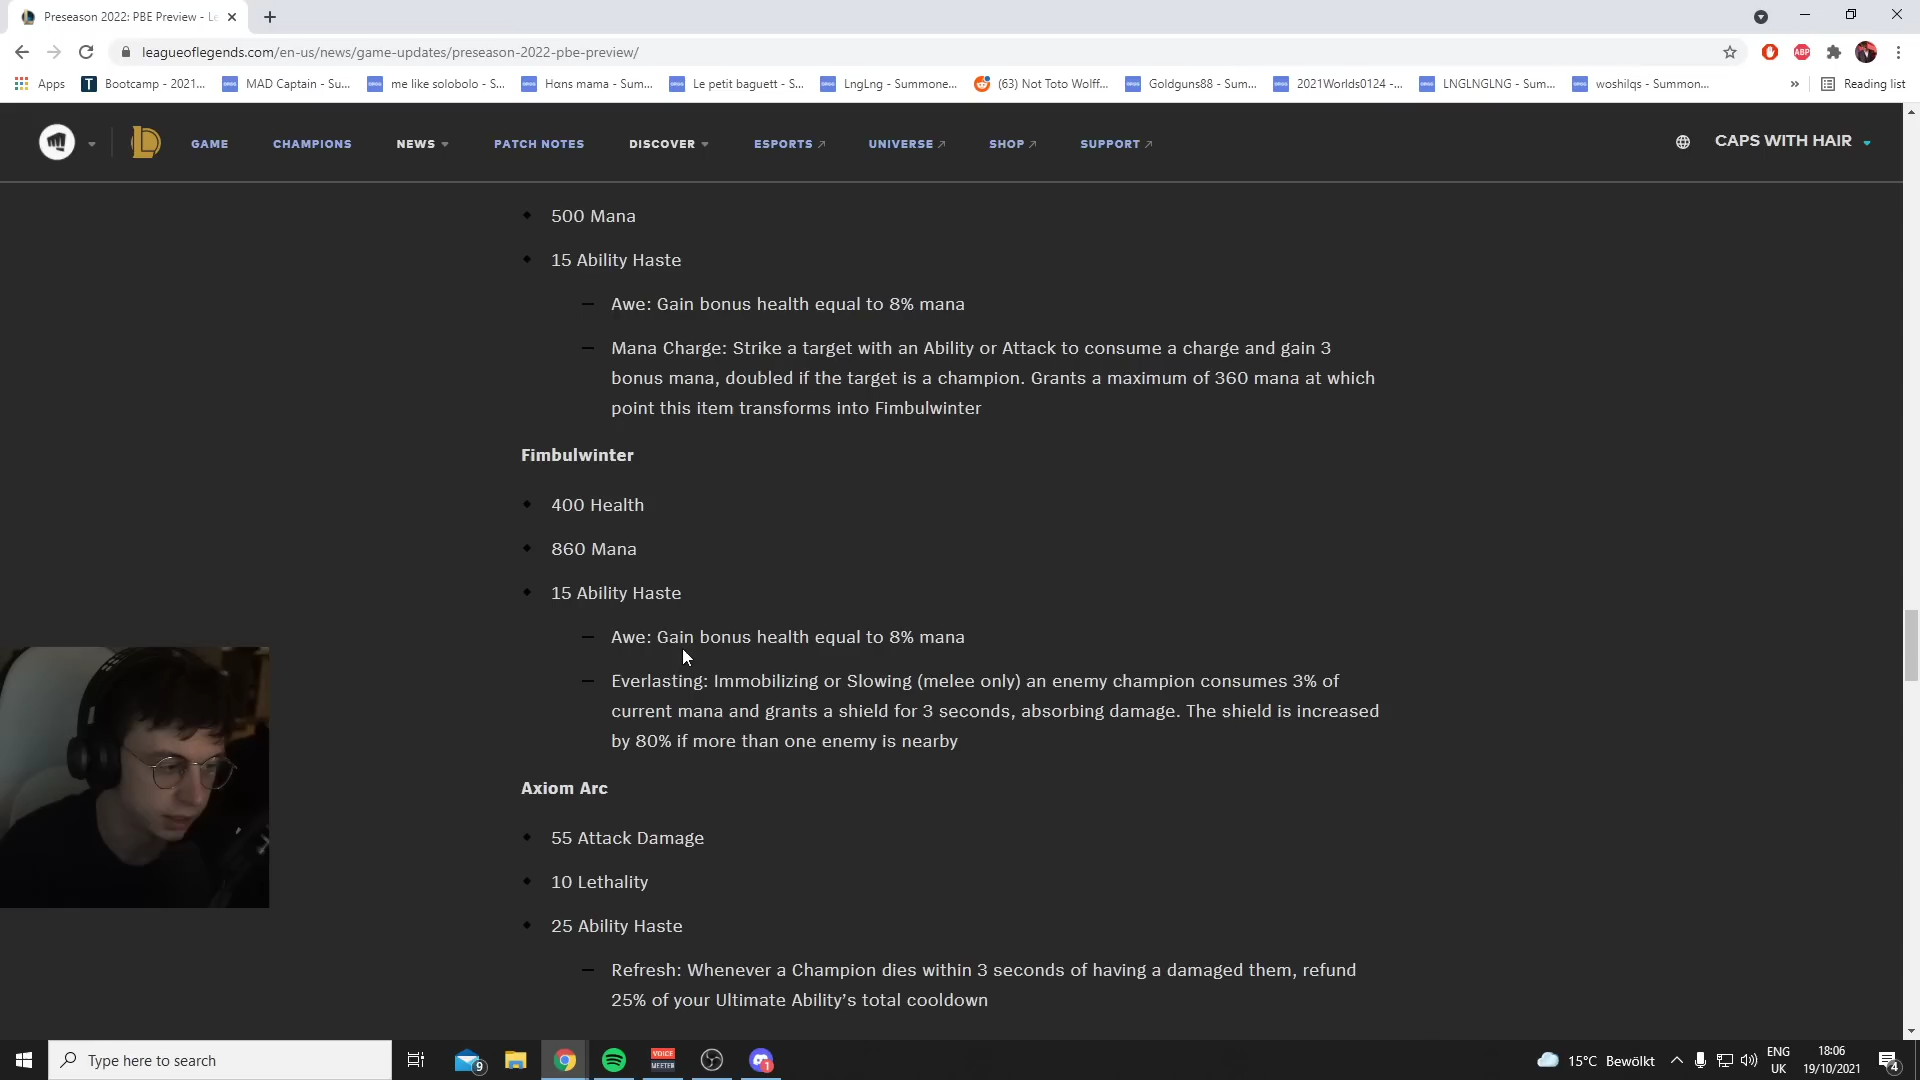 Preseason 2022: PBE Preview - Le
leagueoflegends.com/en-us/news/game-updates/preseason-2022-pbe-preview/
ABP
Apps
T
Bootcamp - 2021...
MAD Captain - Su...
me like solobolo - S...
Hans mama - Sum...
Le petit baguett - S...
LngLng - Summone...
(63) Not Toto Wolff...
Goldguns88 - Sum...
2021Worlds0124 -...
LNGLNGLNG - Sum...
woshilqs - Summon...
»
Reading list
GAME
CHAMPIONS
NEWS
PATCH NOTES
DISCOVER
ESPORTS
UNIVERSE
SHOP
SUPPORT
CAPS WITH HAIR
500 Mana
15 Ability Haste
Awe: Gain bonus health equal to 8% mana
Mana Charge: Strike a target with an Ability or Attack to consume a charge and gain 3
bonus mana, doubled if the target is a champion. Grants a maximum of 360 mana at which
point this item transforms into Fimbulwinter
Fimbulwinter
400 Health
860 Mana
15 Ability Haste
Awe: Gain bonus health equal to 8% mana
Everlasting: Immobilizing or Slowing (melee only) an enemy champion consumes 3% of
current mana and grants a shield for 3 seconds, absorbing damage. The shield is increased
by 80% if more than one enemy is nearby
Axiom Arc
55 Attack Damage
10 Lethality
25 Ability Haste
Refresh: Whenever a Champion dies within 3 seconds of having a damaged them, refund
25% of your Ultimate Ability's total cooldown
Type here to search
9
VOICE
MEETER
1
15°C Bewölkt
ENG
UK
18:06
19/10/2021
4